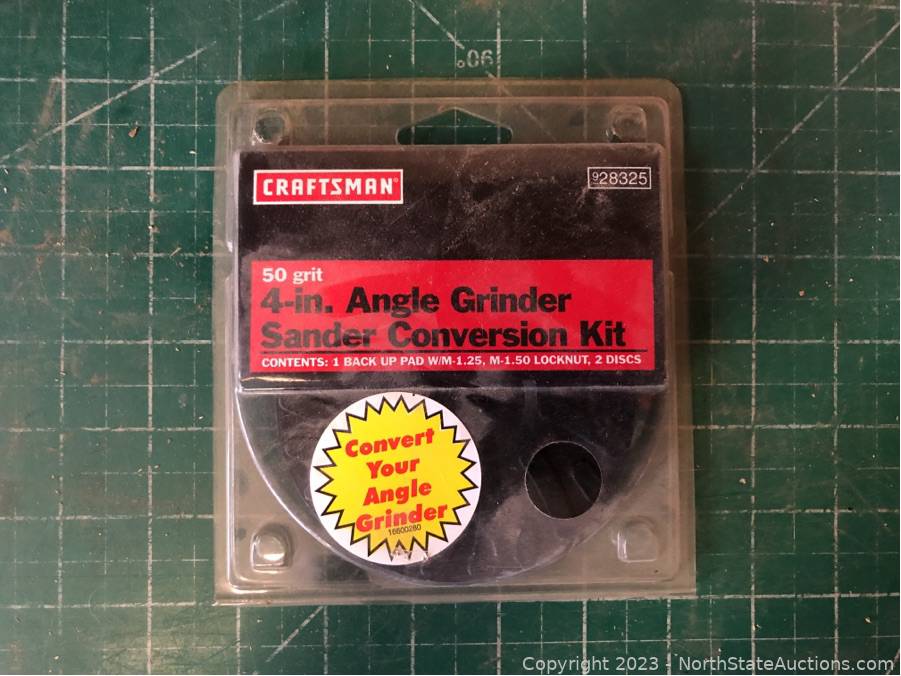 90°
CRAFTSMAN®
928325
50 grit
4-in. Angle Grinder
Sander Conversion Kit
CONTENTS: 1 BACK UP PAD W/M-1.25, M-1.50 LOCKNUT, 2 DISCS
Convert
Your
Angle
Grinder
16600280
Copyright 2023 - NorthStateAuctions.com